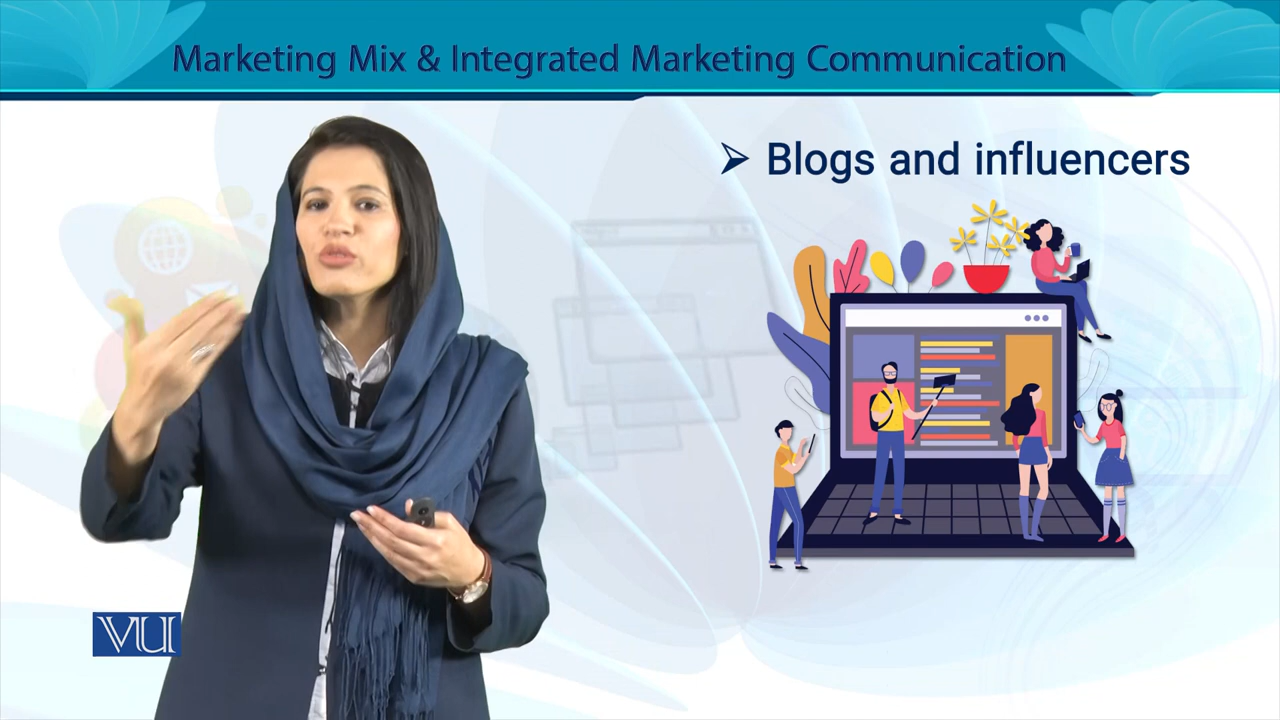 Marketing Mix & Integrated Marketing Communication
➢ Blogs and influencers
VU